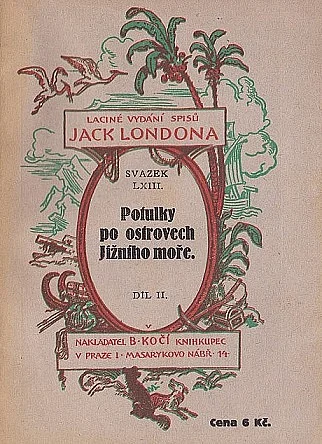 LACINÉ VYDÁNÍ SPISŮ
JACK LONDONA
SVAZEK
LXIII.
Potulky
po ostrovech
Jižního moře.
DÍL II.
NAKLADATEL B·KOČÍ KNIHKUPEC
V PRAZE I·MASARYKOVO NÁBŘ·14·
Cena 6 Kč.